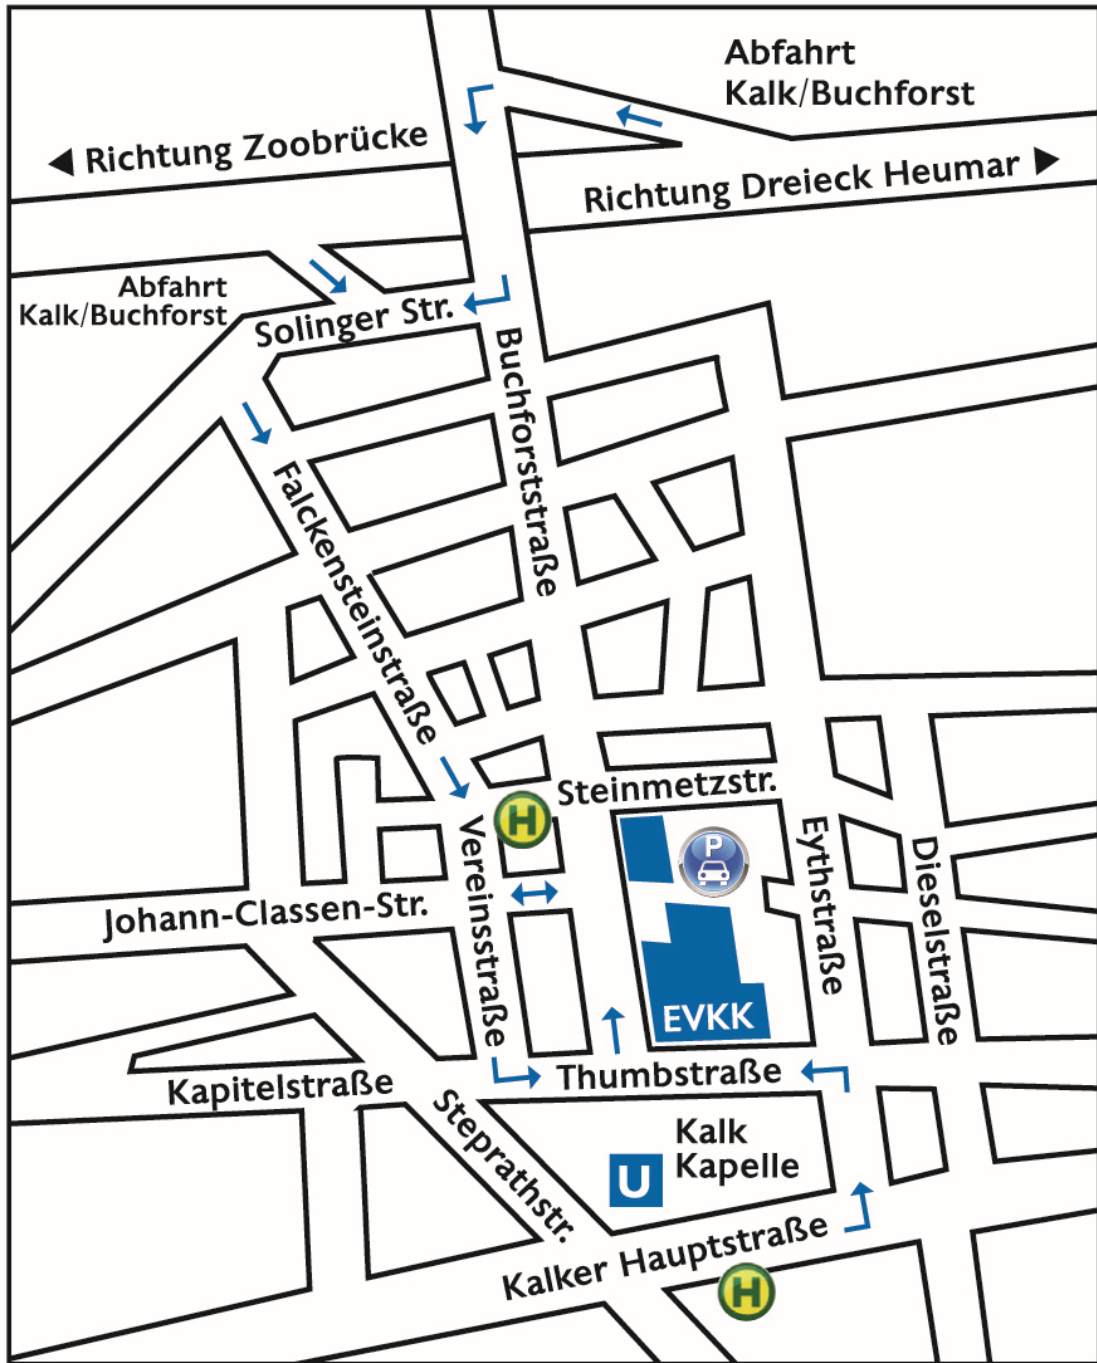 Abfahrt
Kalk/Buchforst
Richtung Zoobrücke
Richtung Dreieck Heumar
Abfahrt
Kalk/Buchforst
Solinger Str.
Buchforststraße
Falckensteinstraße
Steinmetzstr.
H
P
Vereinsstraße
Eythstraße
Dieselstraße
Johann-Classen-Str.
EVKK
Thumbstraße
Kapitelstraße
Steprathstr.
Kalk
Kapelle
U
Kalker Hauptstraße
H